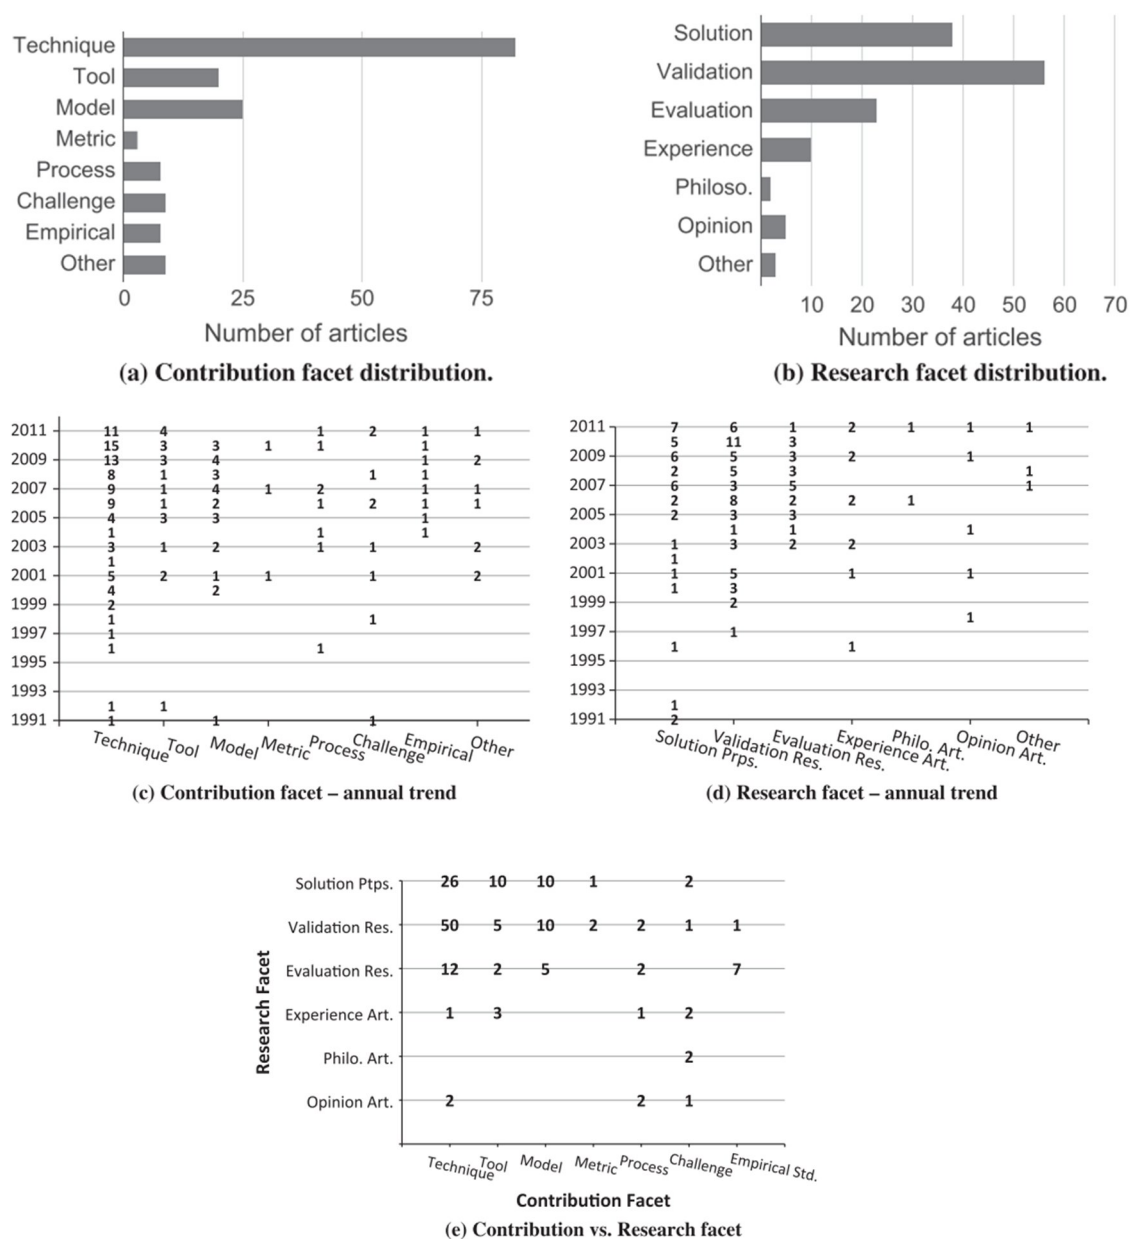 Technique
Tool
Model
Metric
Process
Challenge
Empirical
Other
0 25 50 75
Number of articles
(a) Contribution facet distribution.
Solution
Validation
Evaluation
Experience
Philoso.
Opinion
Other
10 20 30 40 50 60 70
Number of articles
(b) Research facet distribution.
2011 11 4 1 2 1 1
15 3 3 1 1 1
2009 13 3 4 1 2
8 1 3 1 1
2007 9 1 4 1 2 1 1
9 1 2 1 2 1 1
2005 4 3 3 1
1 1 1
2003 3 1 2 1 1 2
1
2001 5 2 1 1 1 2
4 2
1999 2
1 1
1997 1
1 1
1995
1993
1 1
1991 1 1 1
Technique Tool Model Metric Process Challenge Empirical Other
(c) Contribution facet – annual trend
2011 7 6 1 2 1 1 1
5 11 3
2009 6 5 3 2 1
2 5 3 1
2007 6 3 5 1
2 8 2 2 1
2005 2 3 3
1 1 1
2003 1 3 2 2
1
2001 1 5 1 1
1 3
1999 2
1
1997 1
1 1
1995
1993
1
1991 2
Solution Prps. Validation Res. Evaluation Res. Experience Art. Philo. Art. Opinion Art. Other
(d) Research facet – annual trend
Research Facet
Solution Ptps. 26 10 10 1 2
Validation Res. 50 5 10 2 2 1 1
Evaluation Res. 12 2 5 2 7
Experience Art. 1 3 1 2
Philo. Art. 2
Opinion Art. 2 2 1
Technique Tool Model Metric Process Challenge Empirical Std.
Contribution Facet
(e) Contribution vs. Research facet